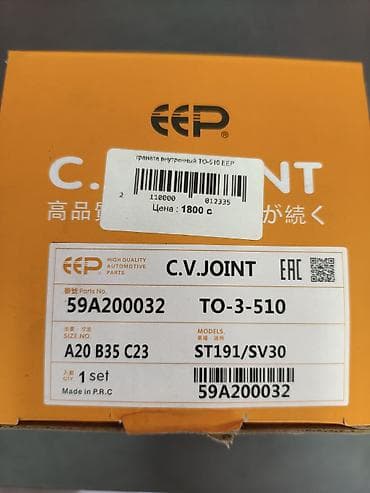 EEP®
граната внутренный TO-510 EEP
2 110000 012335
Цена : 1800 с
C. JOINT
高品質 が続く
EEP HIGH QUALITY AUTOMOTIVE PARTS
C.V.JOINT
EAC
Parts No.
59A200032 TO-3-510
SIZE.NO. MODELS.
A20 B35 C23 ST191/SV30
入數 QTY 1 set
Made in P.R.C
59A200032